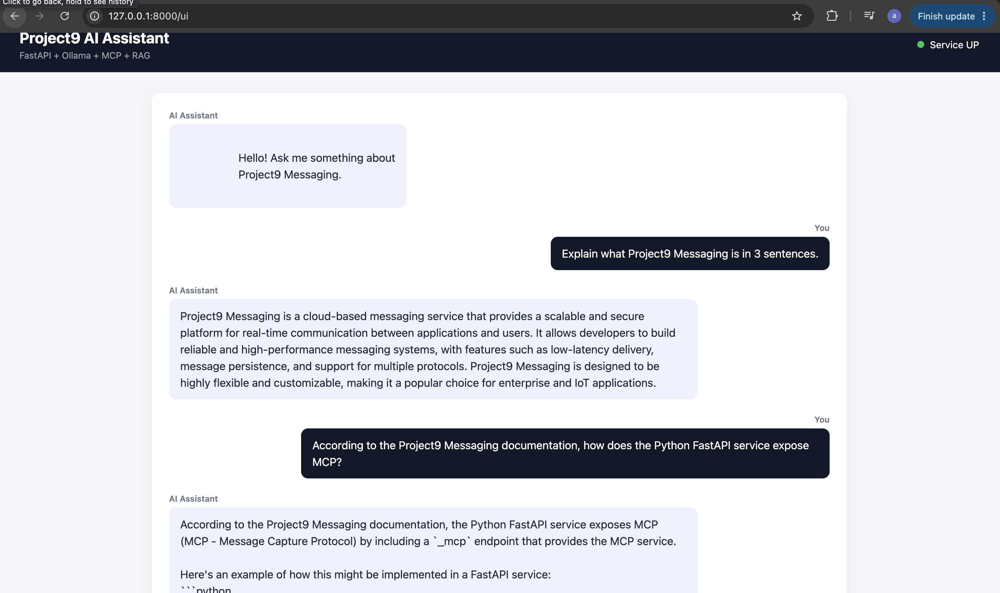 Click to go back, hold to see history
127.0.0.1:8000/ui
a
Finish update
Project9 AI Assistant
FastAPI + Ollama + MCP + RAG
Service UP
AI Assistant
Hello! Ask me something about
Project9 Messaging.
You
Explain what Project9 Messaging is in 3 sentences.
AI Assistant
Project9 Messaging is a cloud-based messaging service that provides a scalable and secure
platform for real-time communication between applications and users. It allows developers to build
reliable and high-performance messaging systems, with features such as low-latency delivery,
message persistence, and support for multiple protocols. Project9 Messaging is designed to be
highly flexible and customizable, making it a popular choice for enterprise and IoT applications.
You
According to the Project9 Messaging documentation, how does the Python FastAPI service expose
MCP?
AI Assistant
According to the Project9 Messaging documentation, the Python FastAPI service exposes MCP
(MCP - Message Capture Protocol) by including a `_mcp` endpoint that provides the MCP service.
Here's an example of how this might be implemented in a FastAPI service:
```python